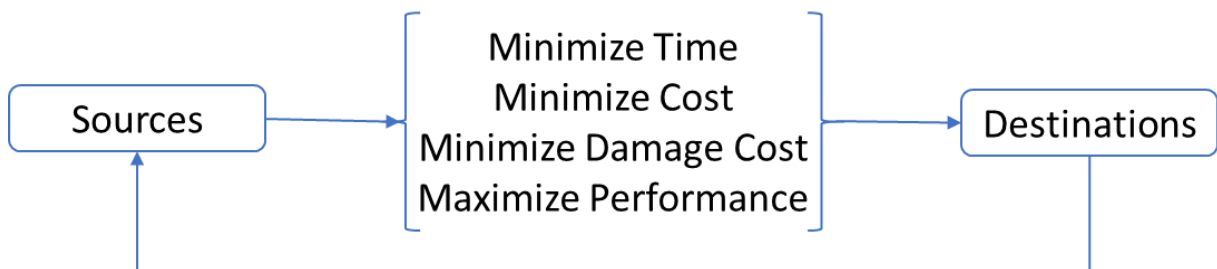 Sources
Minimize Time
Minimize Cost
Minimize Damage Cost
Maximize Performance
Destinations